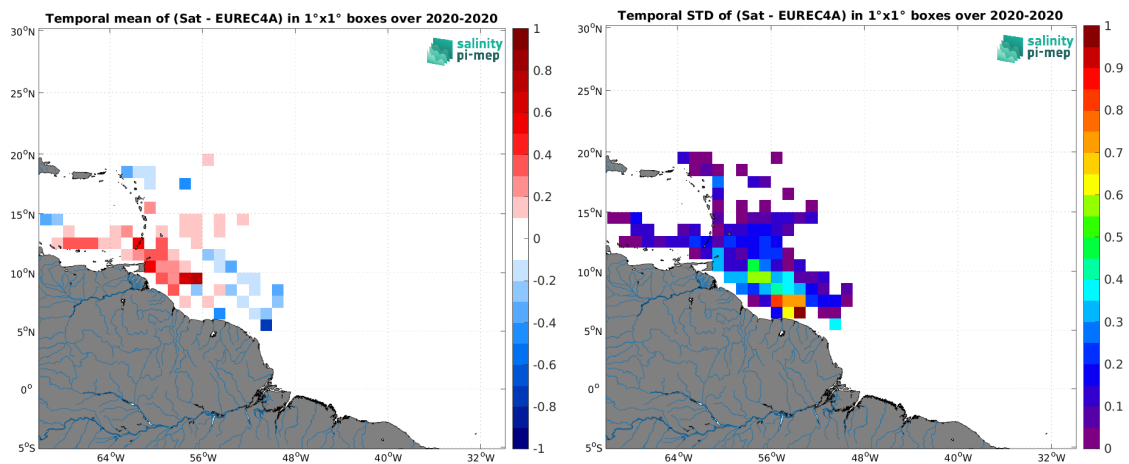 Temporal mean of (Sat - EUREC4A) in 1°x1° boxes over 2020-2020
30°N
25°N
20°N
15°N
10°N
5°N
0°
5°S
64°W
56°W
48°W
40°W
32°W
salinity
pi-mep
1
0.8
0.6
0.4
0.2
0
-0.2
-0.4
-0.6
-0.8
-1
Temporal STD of (Sat - EUREC4A) in 1°x1° boxes over 2020-2020
30°N
25°N
20°N
15°N
10°N
5°N
0°
5°S
64°W
56°W
48°W
40°W
32°W
salinity
pi-mep
1
0.9
0.8
0.7
0.6
0.5
0.4
0.3
0.2
0.1
0